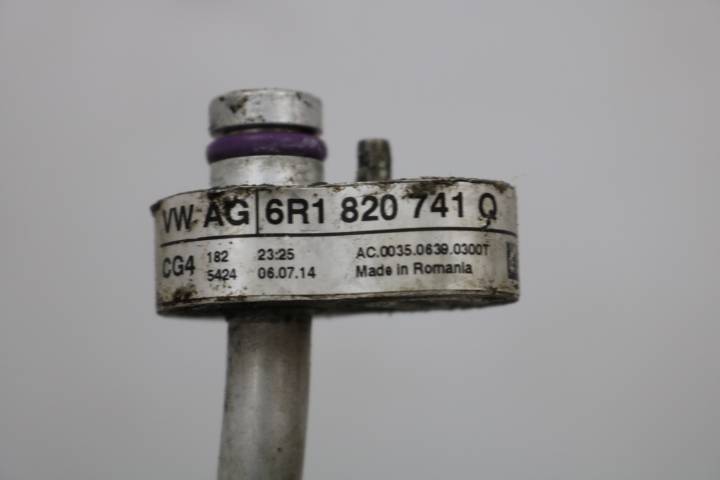 VW AG 6R1 820 741 Q
CG4 182 23:25 AC.0035.0639.0300T
5424 06.07.14 Made in Romania